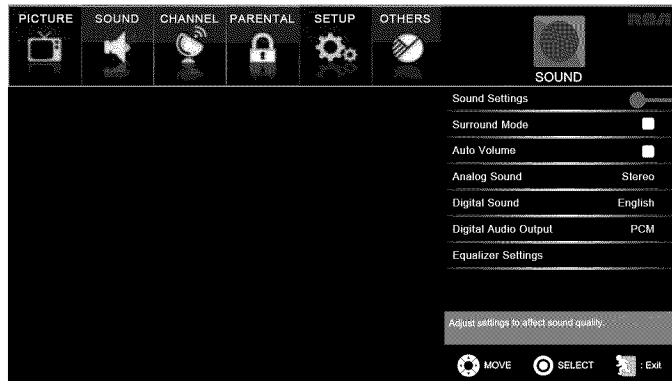 PICTURE SOUND CHANNEL PARENTAL SETUP OTHERS
RCA
SOUND
Sound Settings
Surround Mode
Auto Volume
Analog Sound Stereo
Digital Sound English
Digital Audio Output PCM
Equalizer Settings
Adjust settings to affect sound quality.
MOVE SELECT : Exit